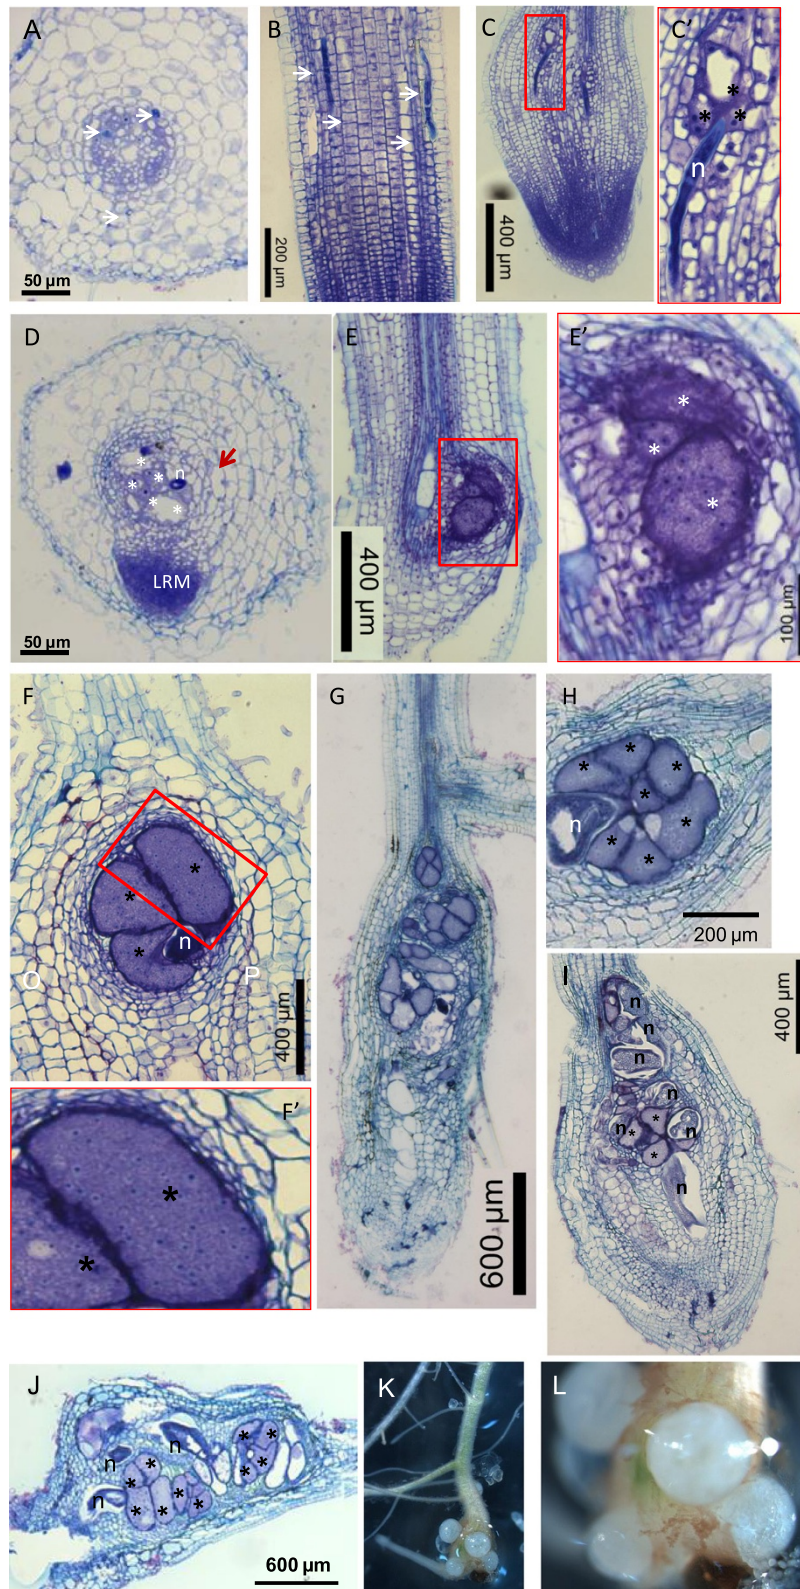 A
50 µm
B
200 µm
C
400 µm
C’
*
* *
n
D
*
* * n
* *
LRM
50 µm
E
400 µm
E’
*
*
*
100 µm
F
*
*
*
n
O
P
400 µm
G
600 µm
H
*
* *
*
n
* *
*
200 µm
I
400 µm
n
n
n
n
*
n * n
*
n
F’
*
*
J
n
n
n
* *
* * *
* *
* * *
600 µm
K
L